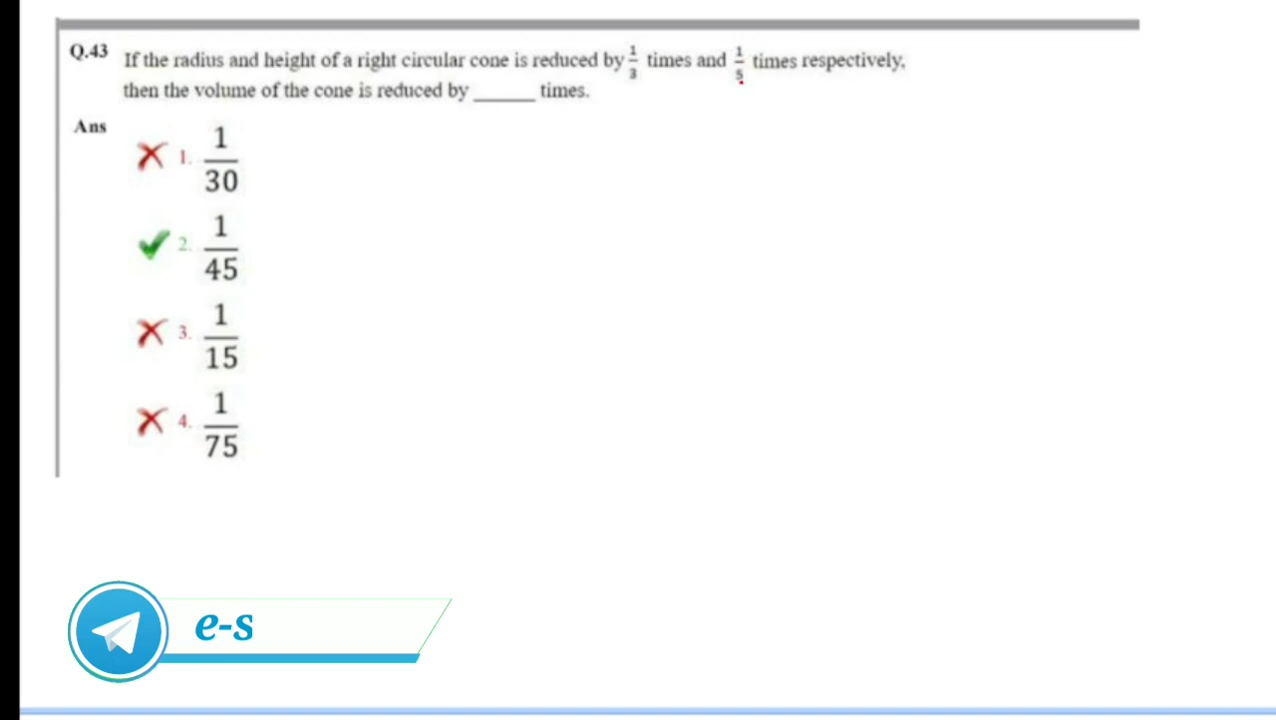 Q.43 If the radius and height of a right circular cone is reduced by 1/3 times and 1/5 times respectively,
then the volume of the cone is reduced by ______ times.
Ans
1. 1/30
2. 1/45
3. 1/15
4. 1/75
e-s